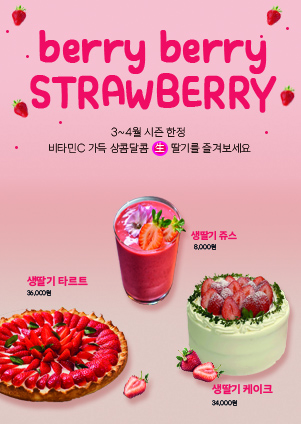 berry berry
STRAWBERRY
3~4월 시즌 한정
비타민C 가득 상콤달콤 生 딸기를 즐겨보세요
생딸기 쥬스
8,000원
생딸기 타르트
36,000원
생딸기 케이크
34,000원